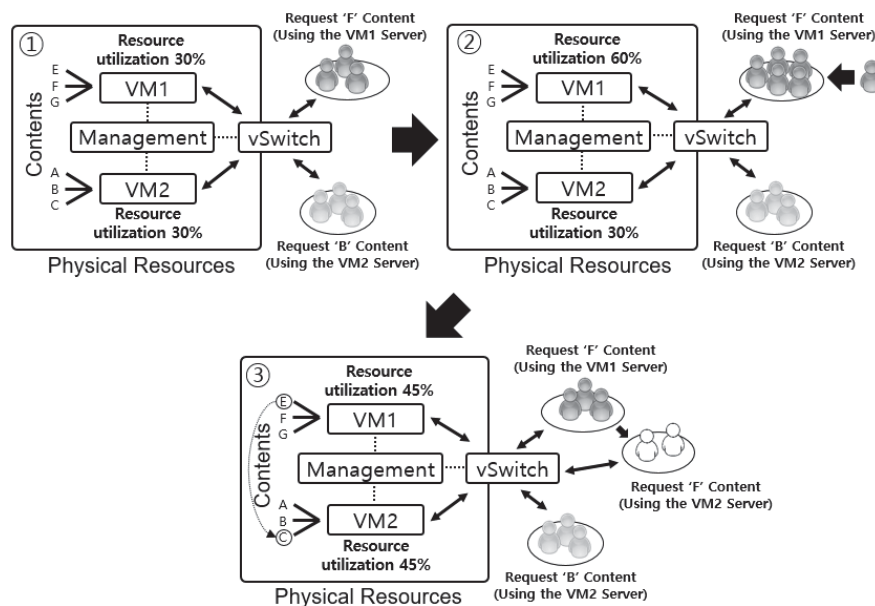 ①
Resource
utilization 30%
E
F
G
VM1
Contents
Management
vSwitch
A
B
C
VM2
Resource
utilization 30%
Physical Resources
Request 'F' Content
(Using the VM1 Server)
Request 'B' Content
(Using the VM2 Server)
②
Resource
utilization 60%
E
F
G
VM1
Contents
Management
vSwitch
A
B
C
VM2
Resource
utilization 30%
Physical Resources
Request 'F' Content
(Using the VM1 Server)
Request 'B' Content
(Using the VM2 Server)
③
Resource
utilization 45%
E
F
G
VM1
Contents
Management
vSwitch
A
B
C
VM2
Resource
utilization 45%
Physical Resources
Request 'F' Content
(Using the VM1 Server)
Request 'F' Content
(Using the VM2 Server)
Request 'B' Content
(Using the VM2 Server)